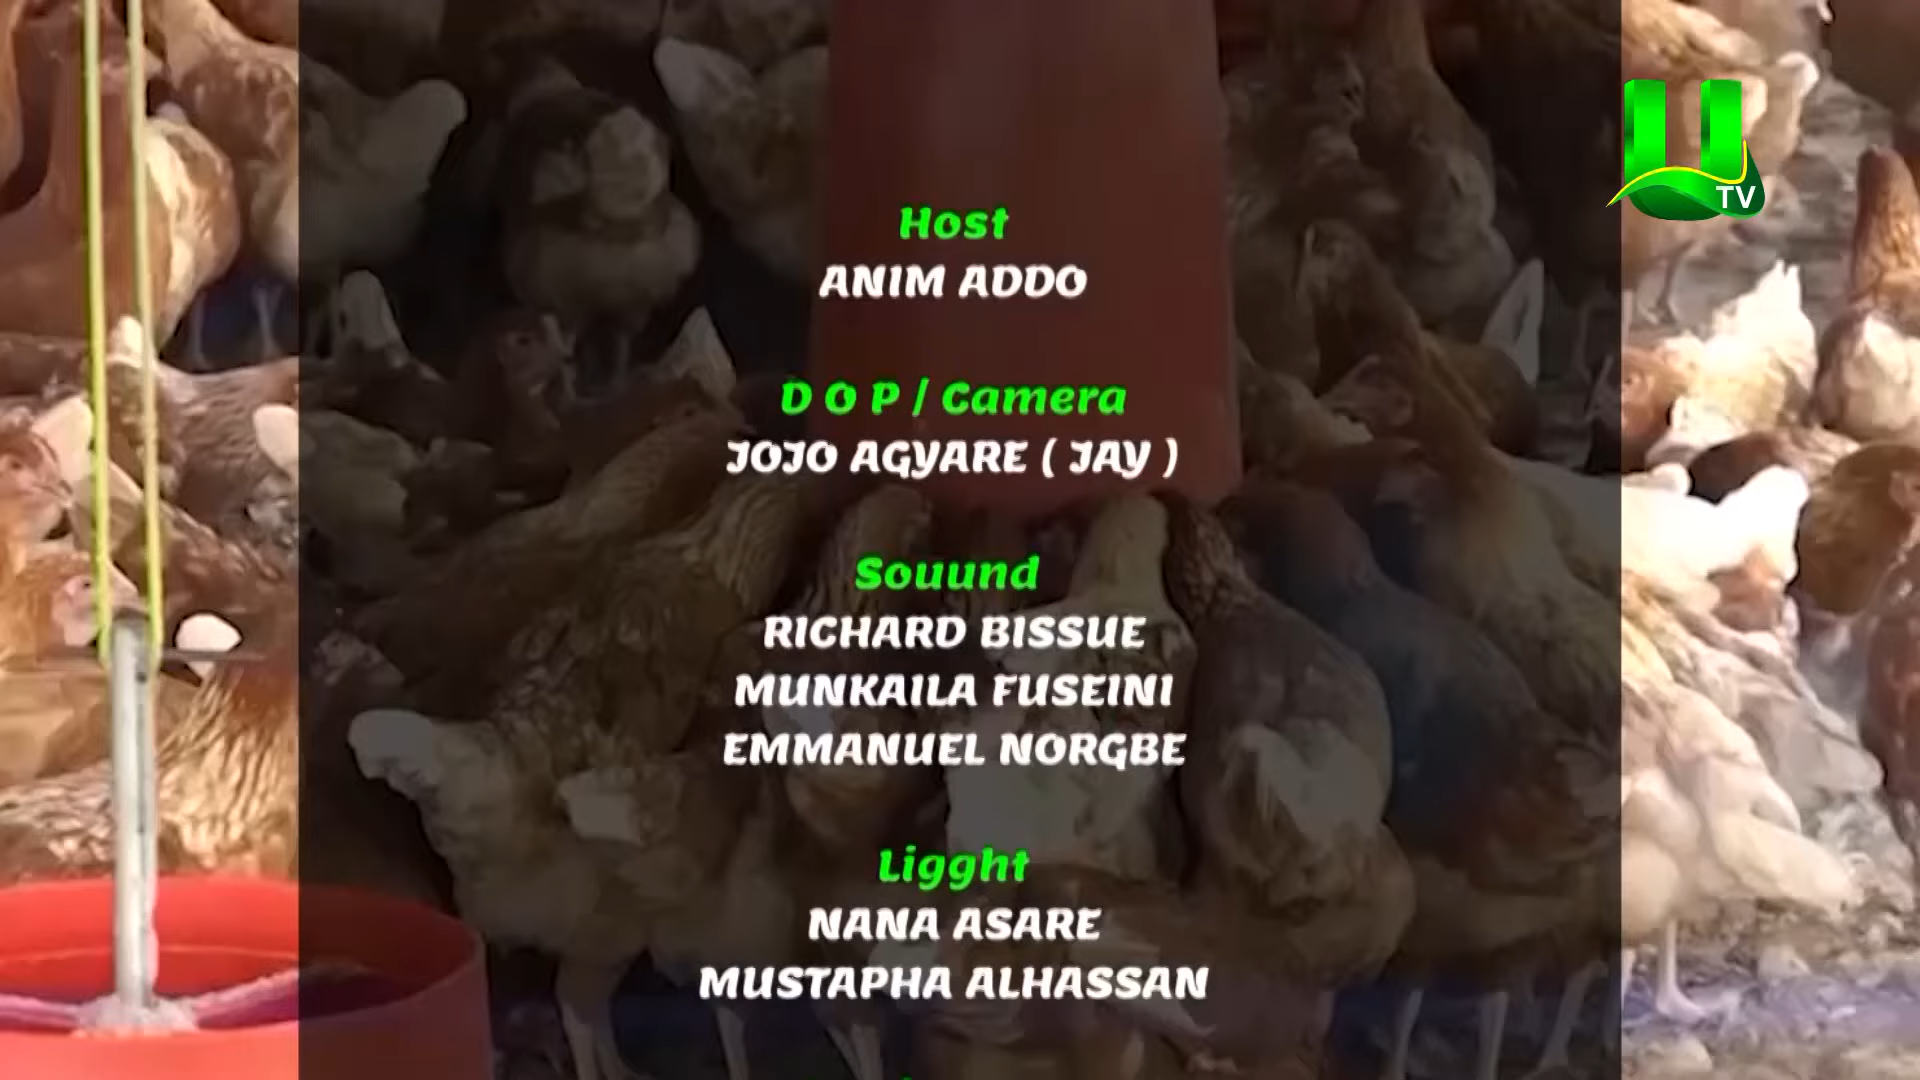 U
TV
Host
ANIM ADDO
D O P / Camera
JOJO AGYARE ( JAY )
Souund
RICHARD BISSUE
MUNKAILA FUSEINI
EMMANUEL NORGBE
Ligght
NANA ASARE
MUSTAPHA ALHASSAN